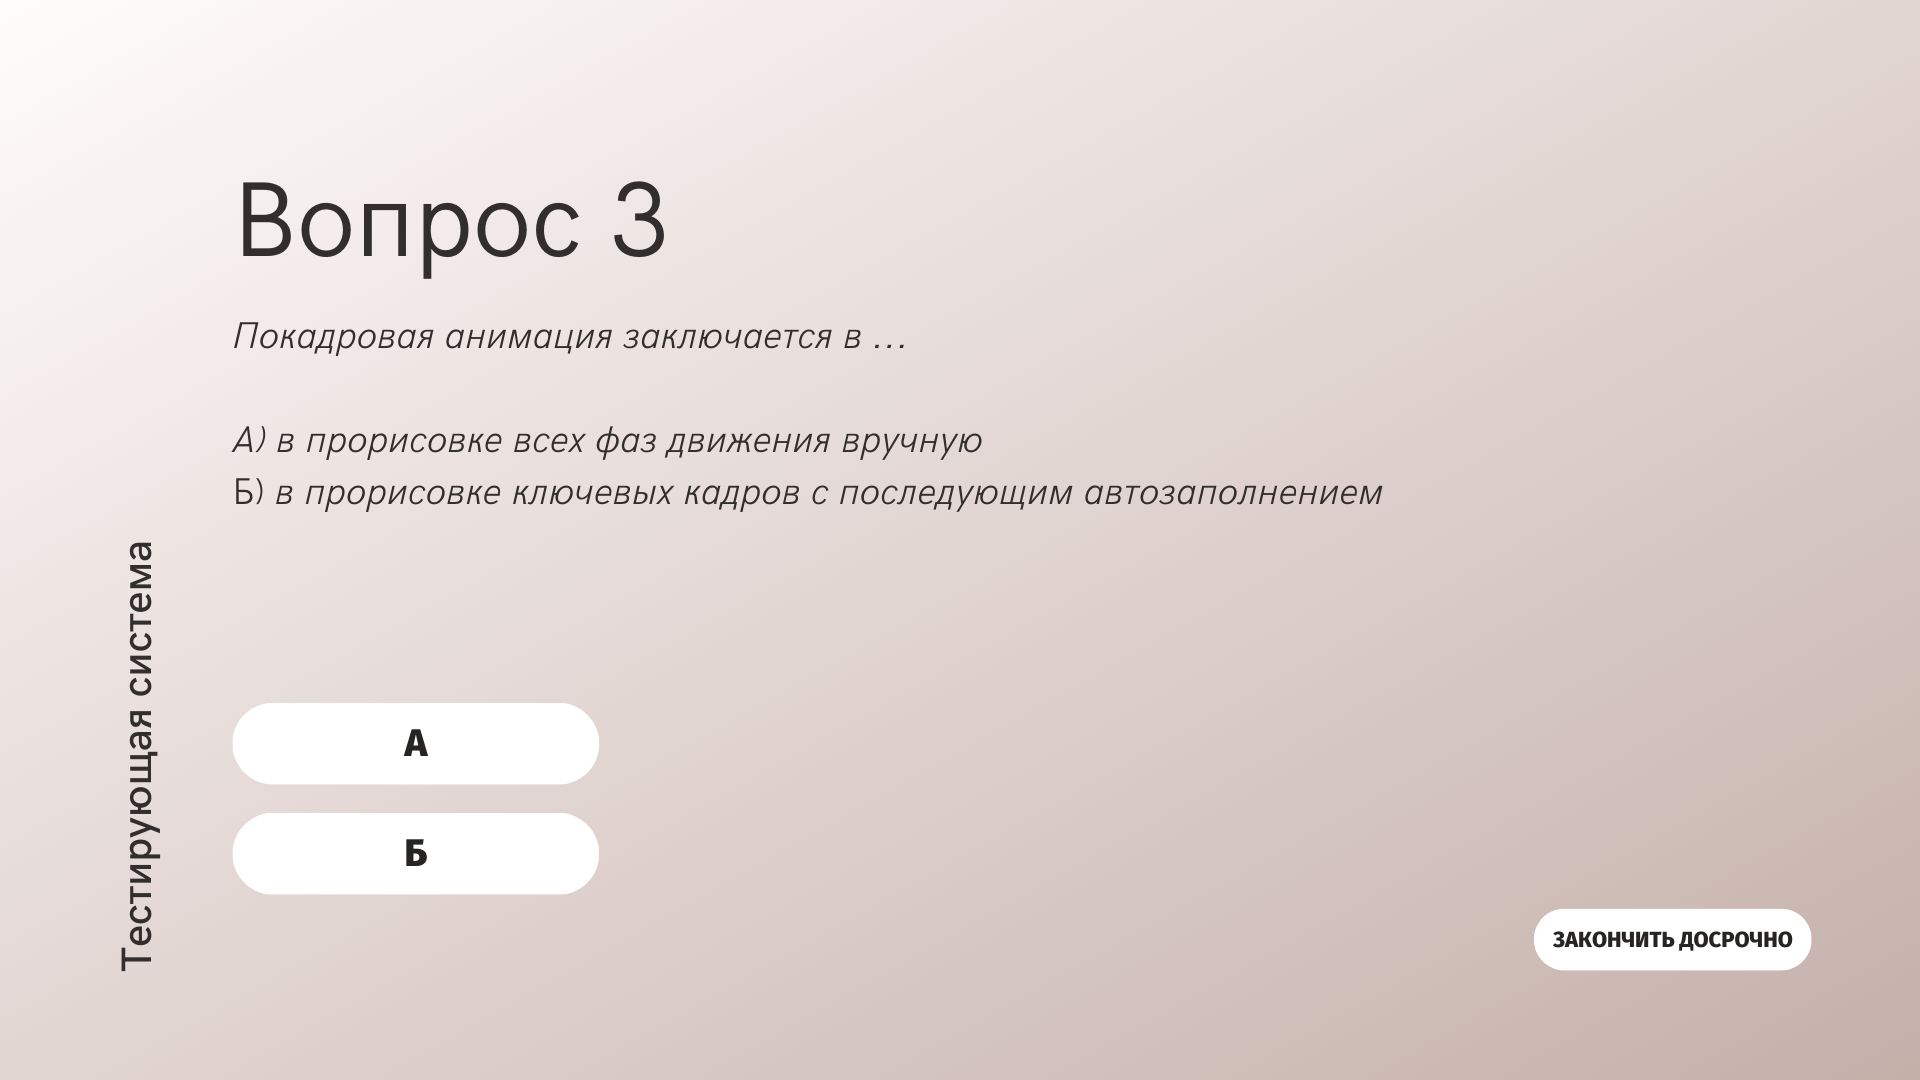 Вопрос 3
Покадровая анимация заключается в ...
А) в прорисовке всех фаз движения вручную
Б) в прорисовке ключевых кадров с последующим автозаполнением
Тестирующая система
А
Б
ЗАКОНЧИТЬ ДОСРОЧНО